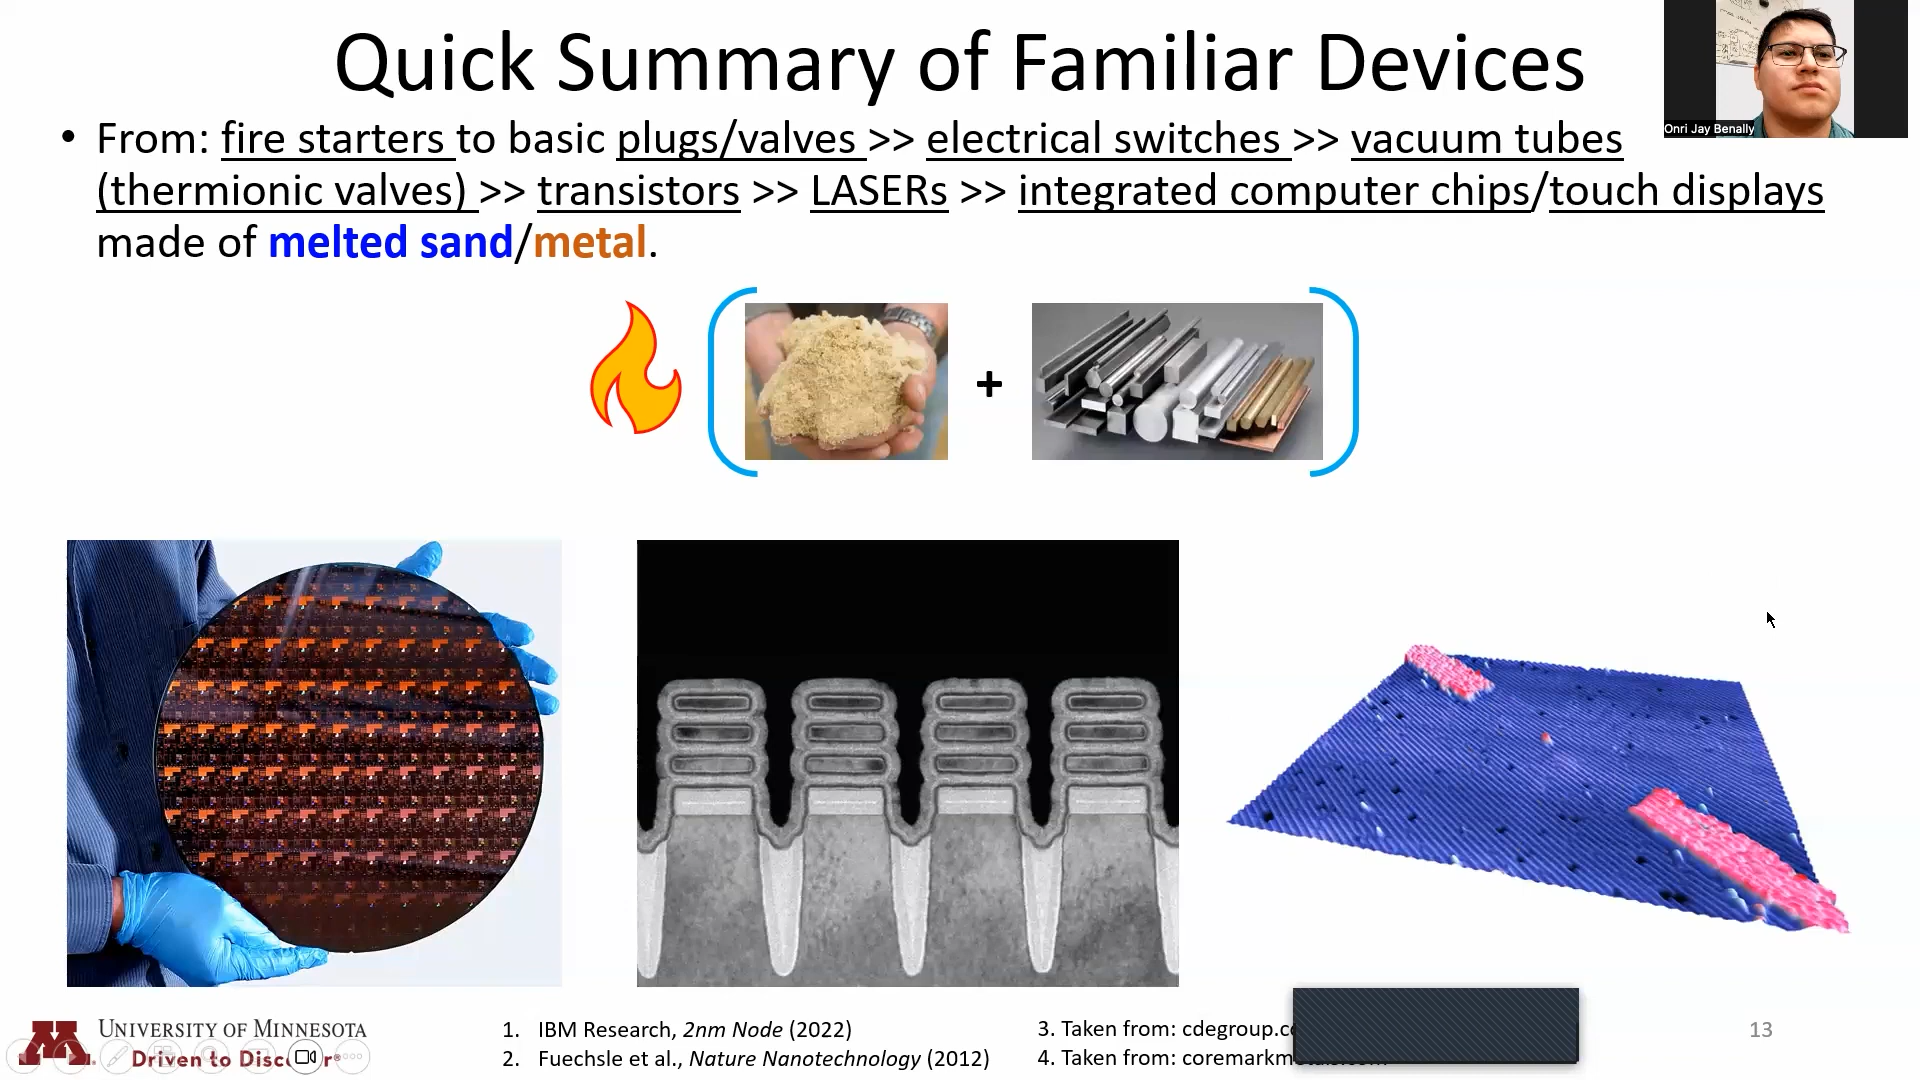 Quick Summary of Familiar Devices
Onri Jay Benally
• From: fire starters to basic plugs/valves >> electrical switches >> vacuum tubes
(thermionic valves) >> transistors >> LASERs >> integrated computer chips/touch displays
made of melted sand/metal.
+
UNIVERSITY OF MINNESOTA
Driven to
1. IBM Research, 2nm Node (2022)
2. Fuechsle et al., Nature Nanotechnology (2012)
3. Taken from:
4. Taken from:
13